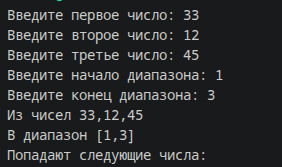 Введите первое число: 33
Введите второе число: 12
Введите третье число: 45
Введите начало диапазона: 1
Введите конец диапазона: 3
Из чисел 33,12,45
В диапазон [1,3]
Попадают следующие числа: